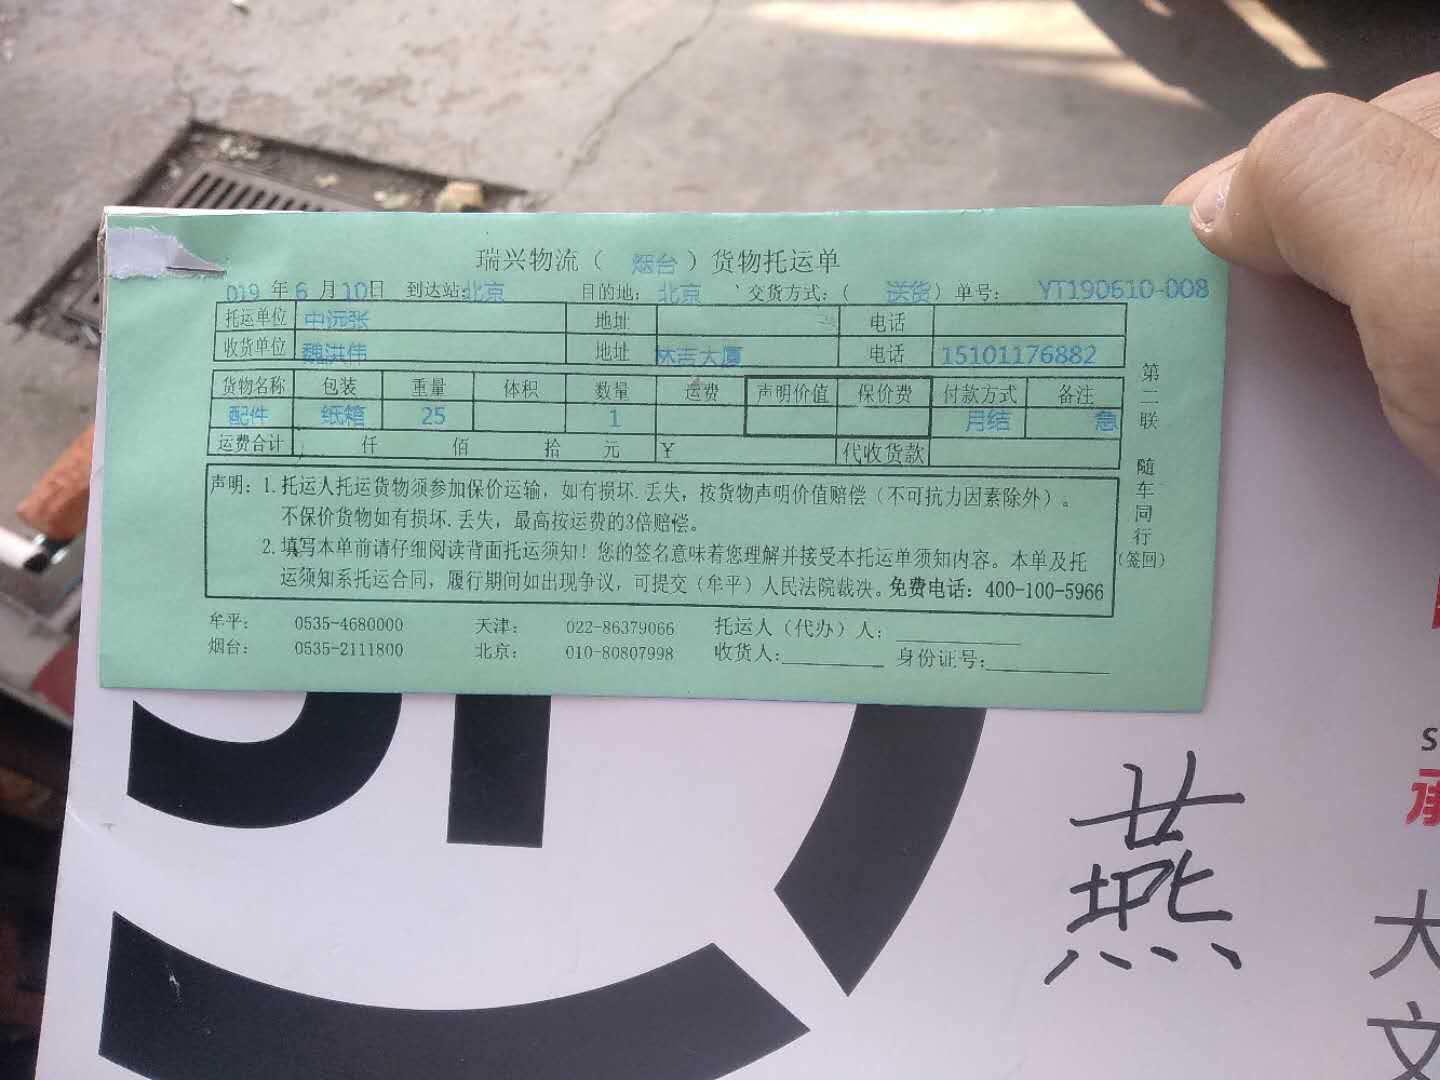 瑞兴物流（ 烟台 ）货物托运单
019 年 6 月 10日 到达站:北京 目的地: 北京 交货方式:（ 送货）单号: YT190610-008
托运单位 中远张 地址 电话
收货单位 魏洪伟 地址 林吉大厦 电话 15101176882
货物名称 包装 重量 体积 数量 运费 声明价值 保价费 付款方式 备注
配件 纸箱 25 1 月结 急
运费合计 仟 佰 拾 元 ¥ 代收货款
声明：1.托运人托运货物须参加保价运输，如有损坏.丢失，按货物声明价值赔偿（不可抗力因素除外）。
不保价货物如有损坏.丢失，最高按运费的3倍赔偿。
2.填写本单前请仔细阅读背面托运须知！您的签名意味着您理解并接受本托运单须知内容。本单及托
运须知系托运合同，履行期间如出现争议，可提交（牟平）人民法院裁决。免费电话：400-100-5966
牟平: 0535-4680000 天津: 022-86379066 托运人（代办）人:
烟台: 0535-2111800 北京: 010-80807998 收货人: 身份证号:
第二联 随车同行
(签回)
燕
大
文